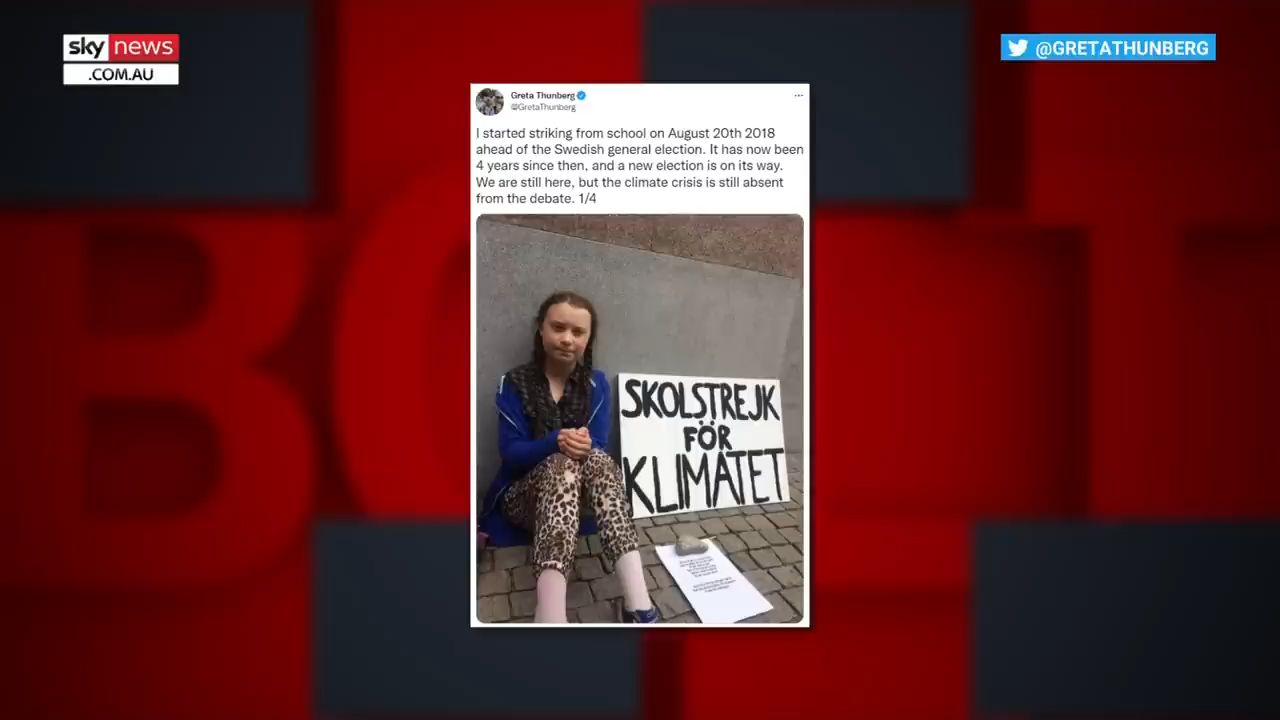 sky news
.COM.AU
@GRETATHUNBERG
Greta Thunberg
@GretaThunberg
I started striking from school on August 20th 2018
ahead of the Swedish general election. It has now been
4 years since then, and a new election is on its way.
We are still here, but the climate crisis is still absent
from the debate. 1/4
SKOLSTREJK
FÖR
KLIMATET